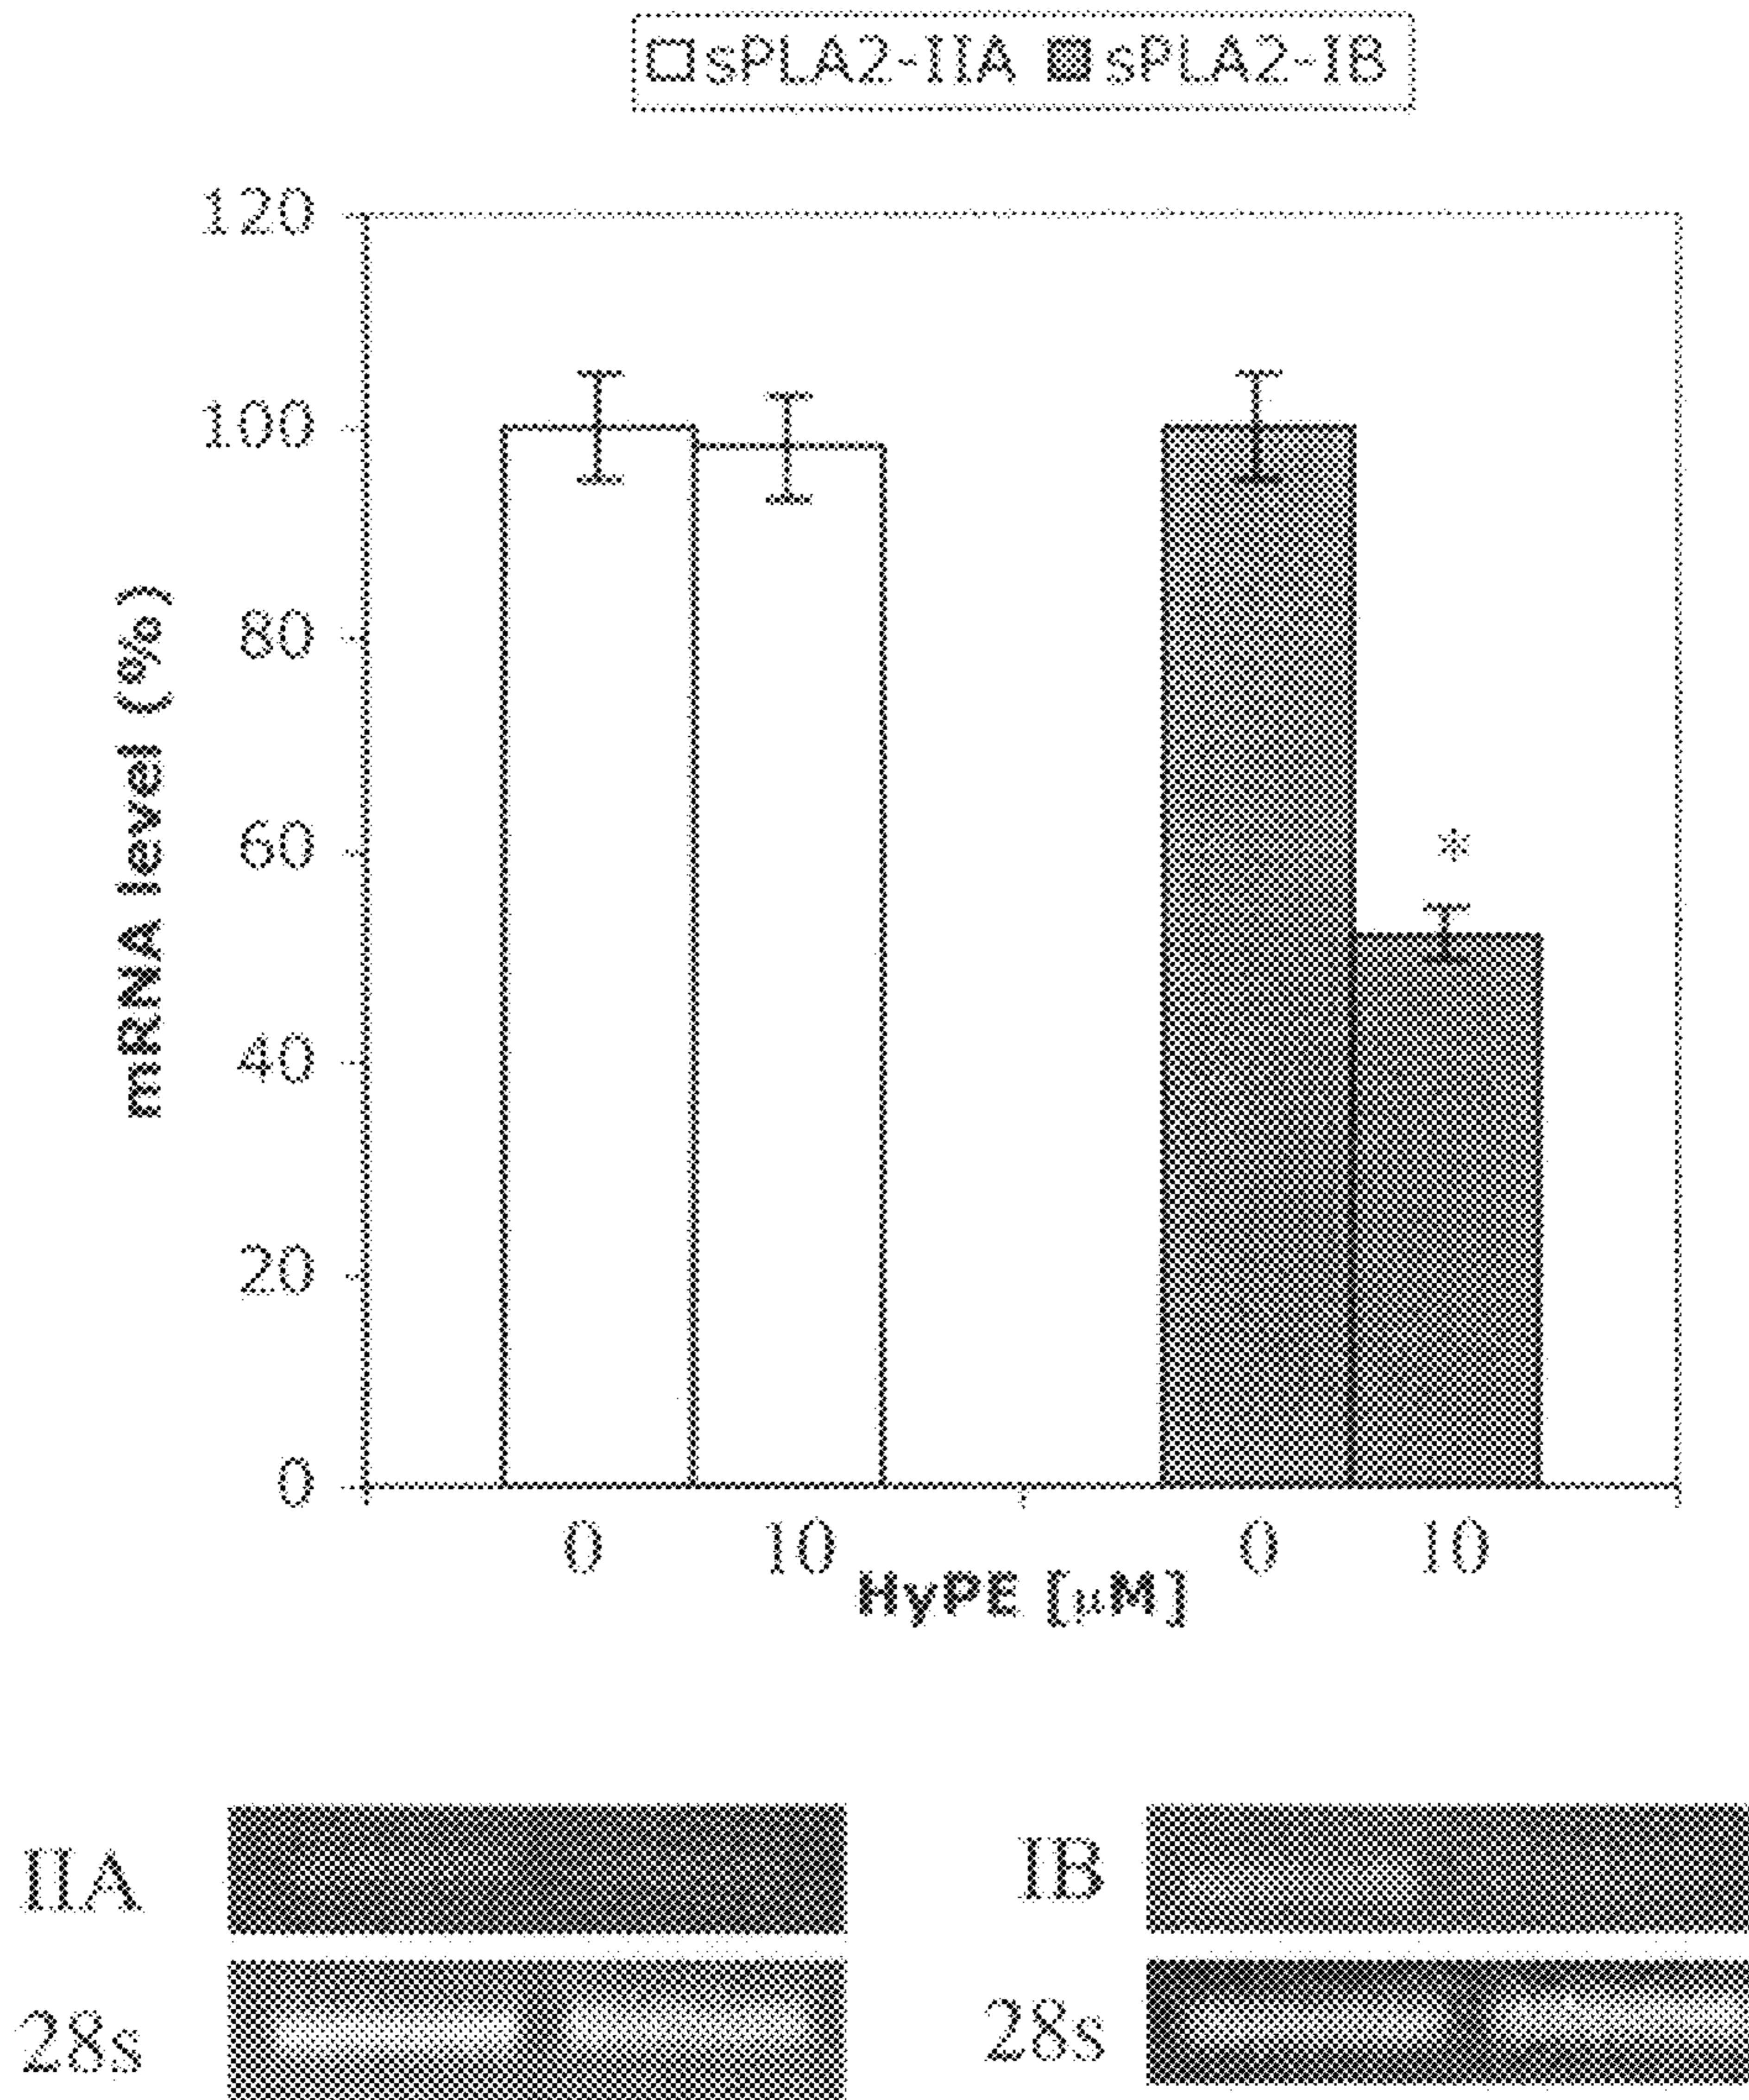 sPLA2-IIA sPLA2-IB
120
100
80
60
40
20
0
mRNA level (%)
*
0 10 0 10
HyPE [μM]
IIA IB
28s 28s